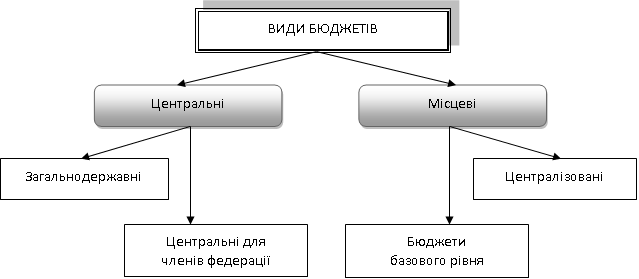 ВИДИ БЮДЖЕТІВ
Центральні
Місцеві
Загальнодержавні
Централізовані
Центральні для
членів федерації
Бюджети
базового рівня